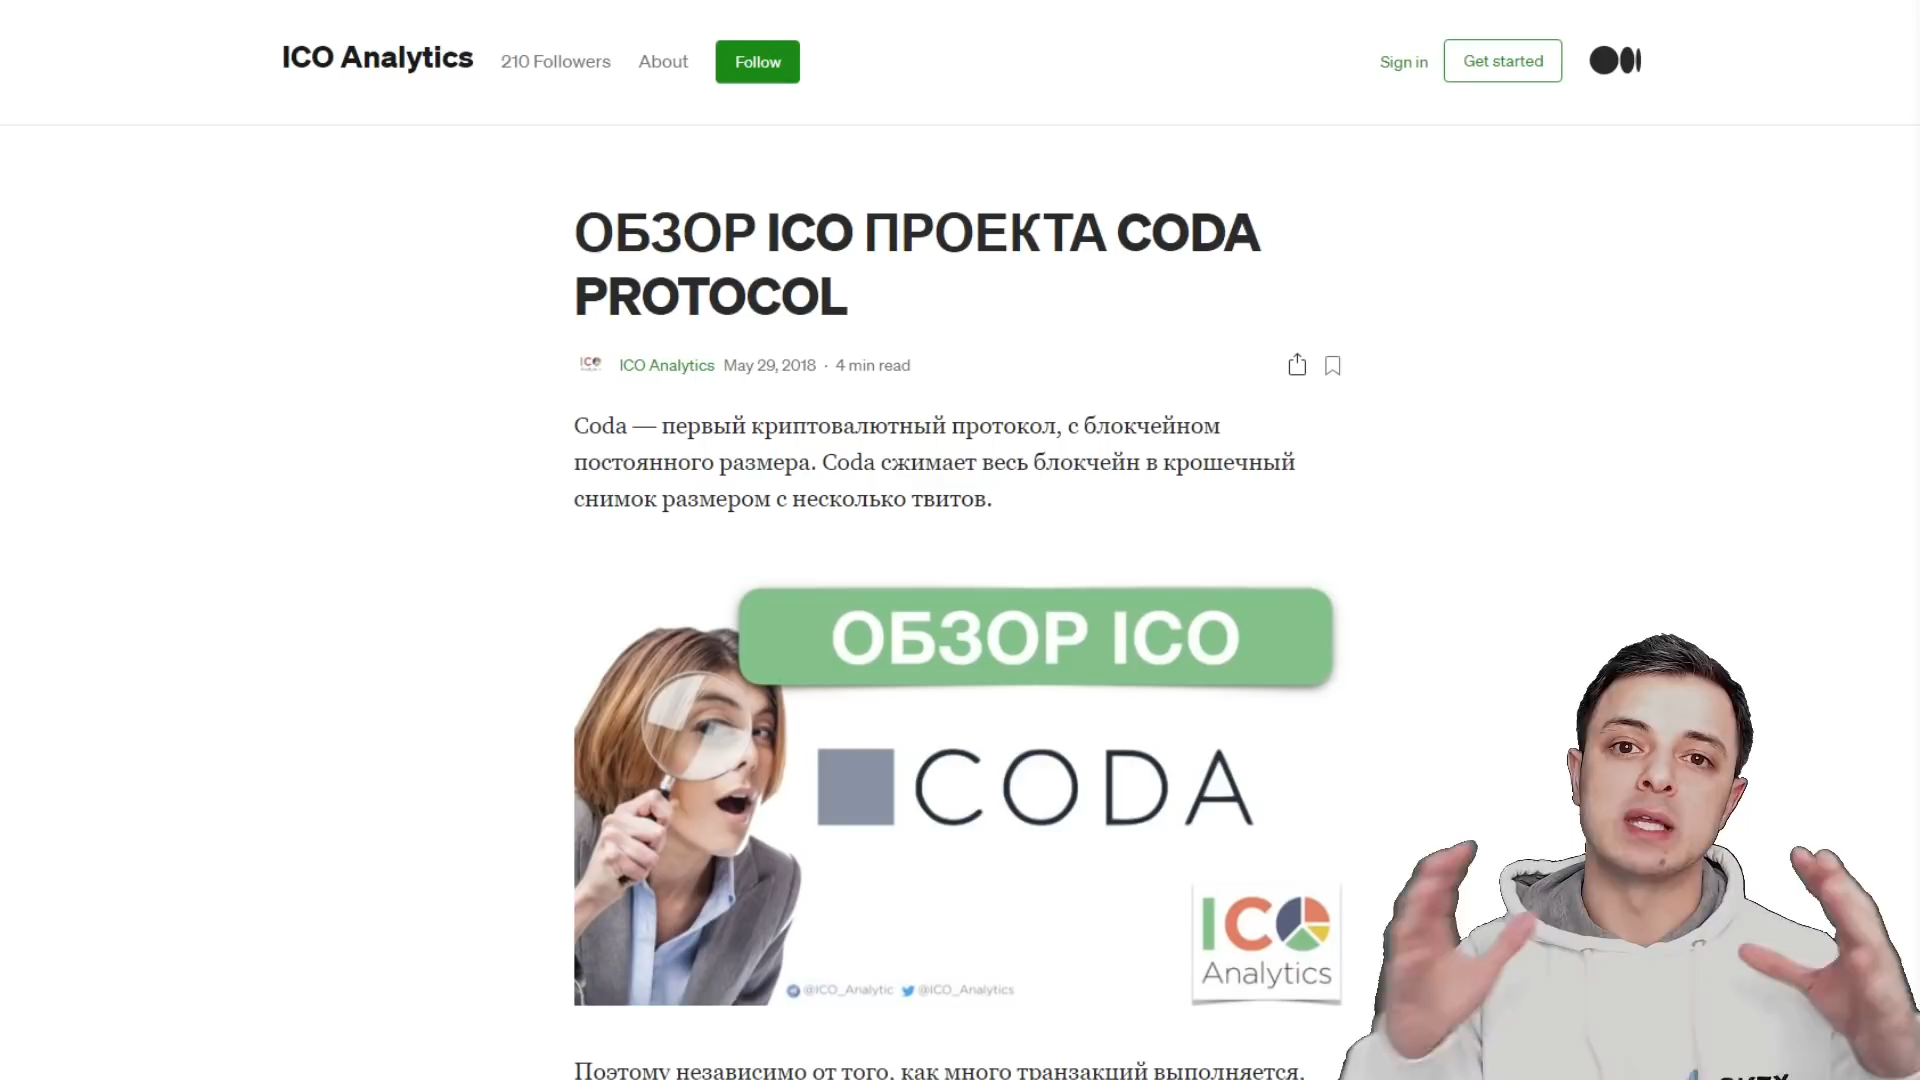 ICO Analytics 210 Followers About Follow Sign in Get started
ОБЗОР ICO ПРОЕКТА CODA
PROTOCOL
ICO Analytics May 29, 2018 · 4 min read
Coda — первый криптовалютный протокол, с блокчейном
постоянного размера. Coda сжимает весь блокчейн в крошечный
снимок размером с несколько твитов.
ОБЗОР ICO
CODA
ICO
Analytics
@ICO_Analytic @ICO_Analytics
Поэтому независимо от того, как много транзакций выполняется,